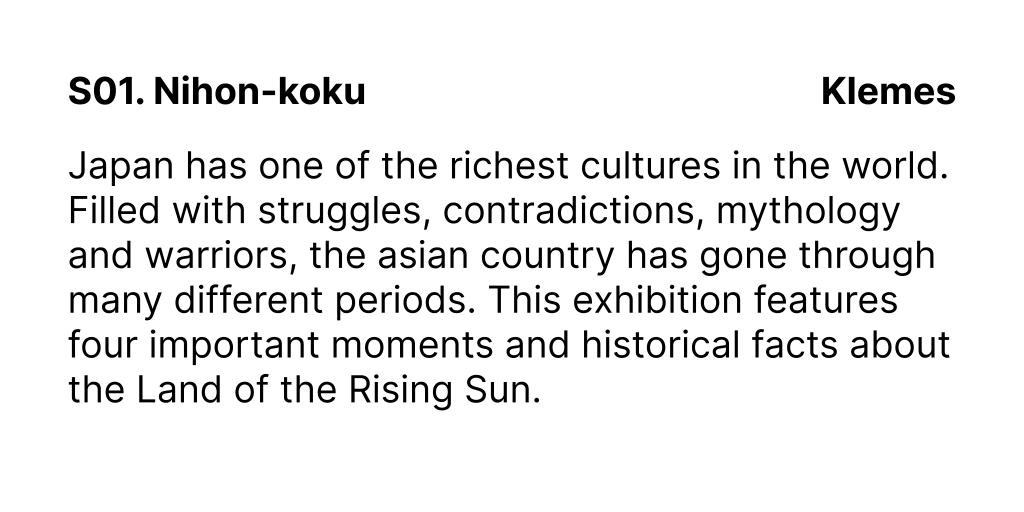 S01. Nihon-koku Klemes
Japan has one of the richest cultures in the world.
Filled with struggles, contradictions, mythology
and warriors, the asian country has gone through
many different periods. This exhibition features
four important moments and historical facts about
the Land of the Rising Sun.